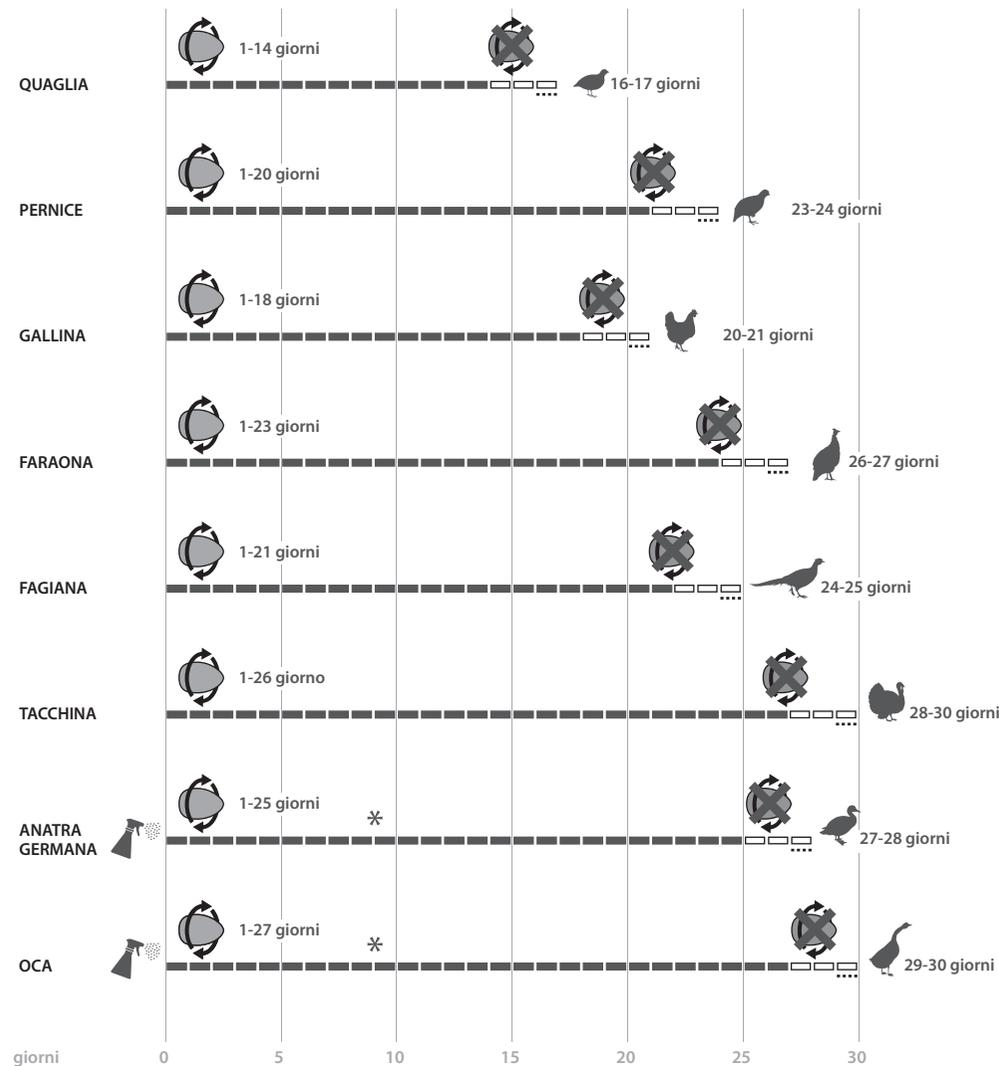 1-14 giorni
QUAGLIA
16-17 giorni
1-20 giorni
PERNICE
23-24 giorni
1-18 giorni
GALLINA
20-21 giorni
1-23 giorni
FARAONA
26-27 giorni
1-21 giorni
FAGIANA
24-25 giorni
1-26 giorno
TACCHINA
28-30 giorni
1-25 giorni
*
ANATRA
GERMANA
27-28 giorni
1-27 giorni
*
OCA
29-30 giorni
giorni 0 5 10 15 20 25 30